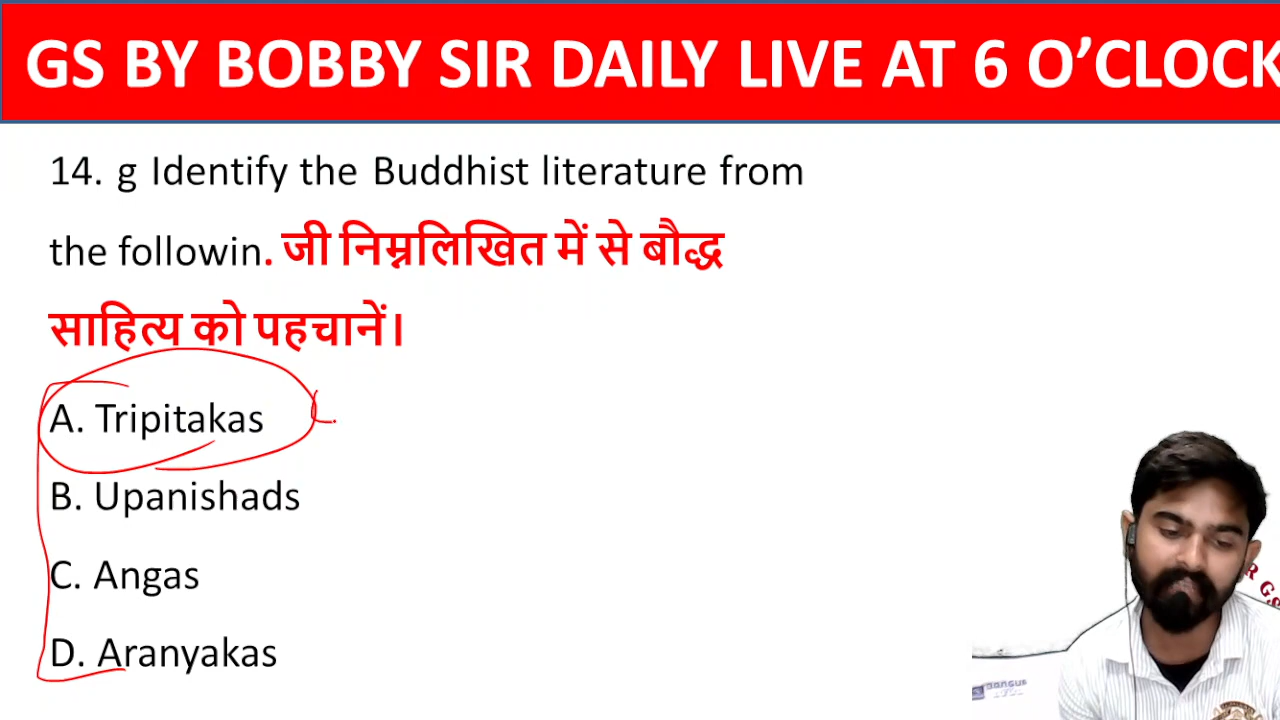 GS BY BOBBY SIR DAILY LIVE AT 6 O’CLOCK
14. g Identify the Buddhist literature from
the followin. जी निम्नलिखित में से बौद्ध
साहित्य को पहचानें।
A. Tripitakas
B. Upanishads
C. Angas
D. Aranyakas